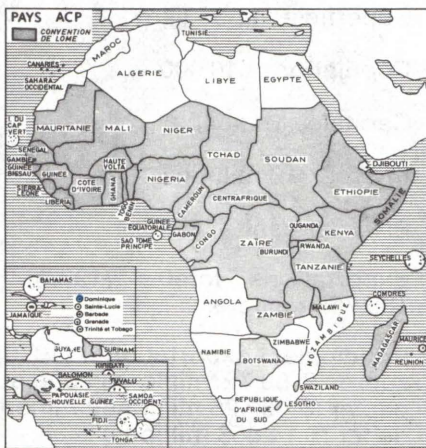 PAYS ACP
CONVENTION
DE LOME
MAROC
TUNISIE
CANARIES
ALGERIE
LIBYE
EGYPTE
SAHARA
OCCIDENTAL
I. DU
CAP
VERT
MAURITANIE
MALI
NIGER
TCHAD
SOUDAN
DJIBOUTI
SENEGAL
GAMBIE
GUINEE
BISSAU
GUINEE
SIERRA
LEONE
LIBERIA
COTE
D'IVOIRE
HAUTE
VOLTA
GHANA
TOGO
BENIN
NIGERIA
CAMEROUN
CENTRAFRIQUE
ETHIOPIE
SOMALIE
GUINEE
EQUATORIALE
SAO TOME
PRINCIPE
GABON
CONGO
ZAÏRE
OUGANDA
KENYA
RWANDA
BURUNDI
TANZANIE
SEYCHELLES
COMORES
ANGOLA
ZAMBIE
MALAWI
MOZAMBIQUE
MADAGASCAR
MAURICE
REUNION
NAMIBIE
ZIMBABWE
BOTSWANA
SWAZILAND
LESOTHO
REPUBLIQUE
D'AFRIQUE
DU SUD
BAHAMAS
JAMAIQUE
Dominique
Sainte-Lucie
Barbade
Grenade
Trinité et Tobago
GUYANE
SURINAM
KIRIBATI
SALOMON
TUVALU
PAPOUASIE
NOUVELLE GUINEE
SAMOA
OCCIDENT.
FIDJI
TONGA